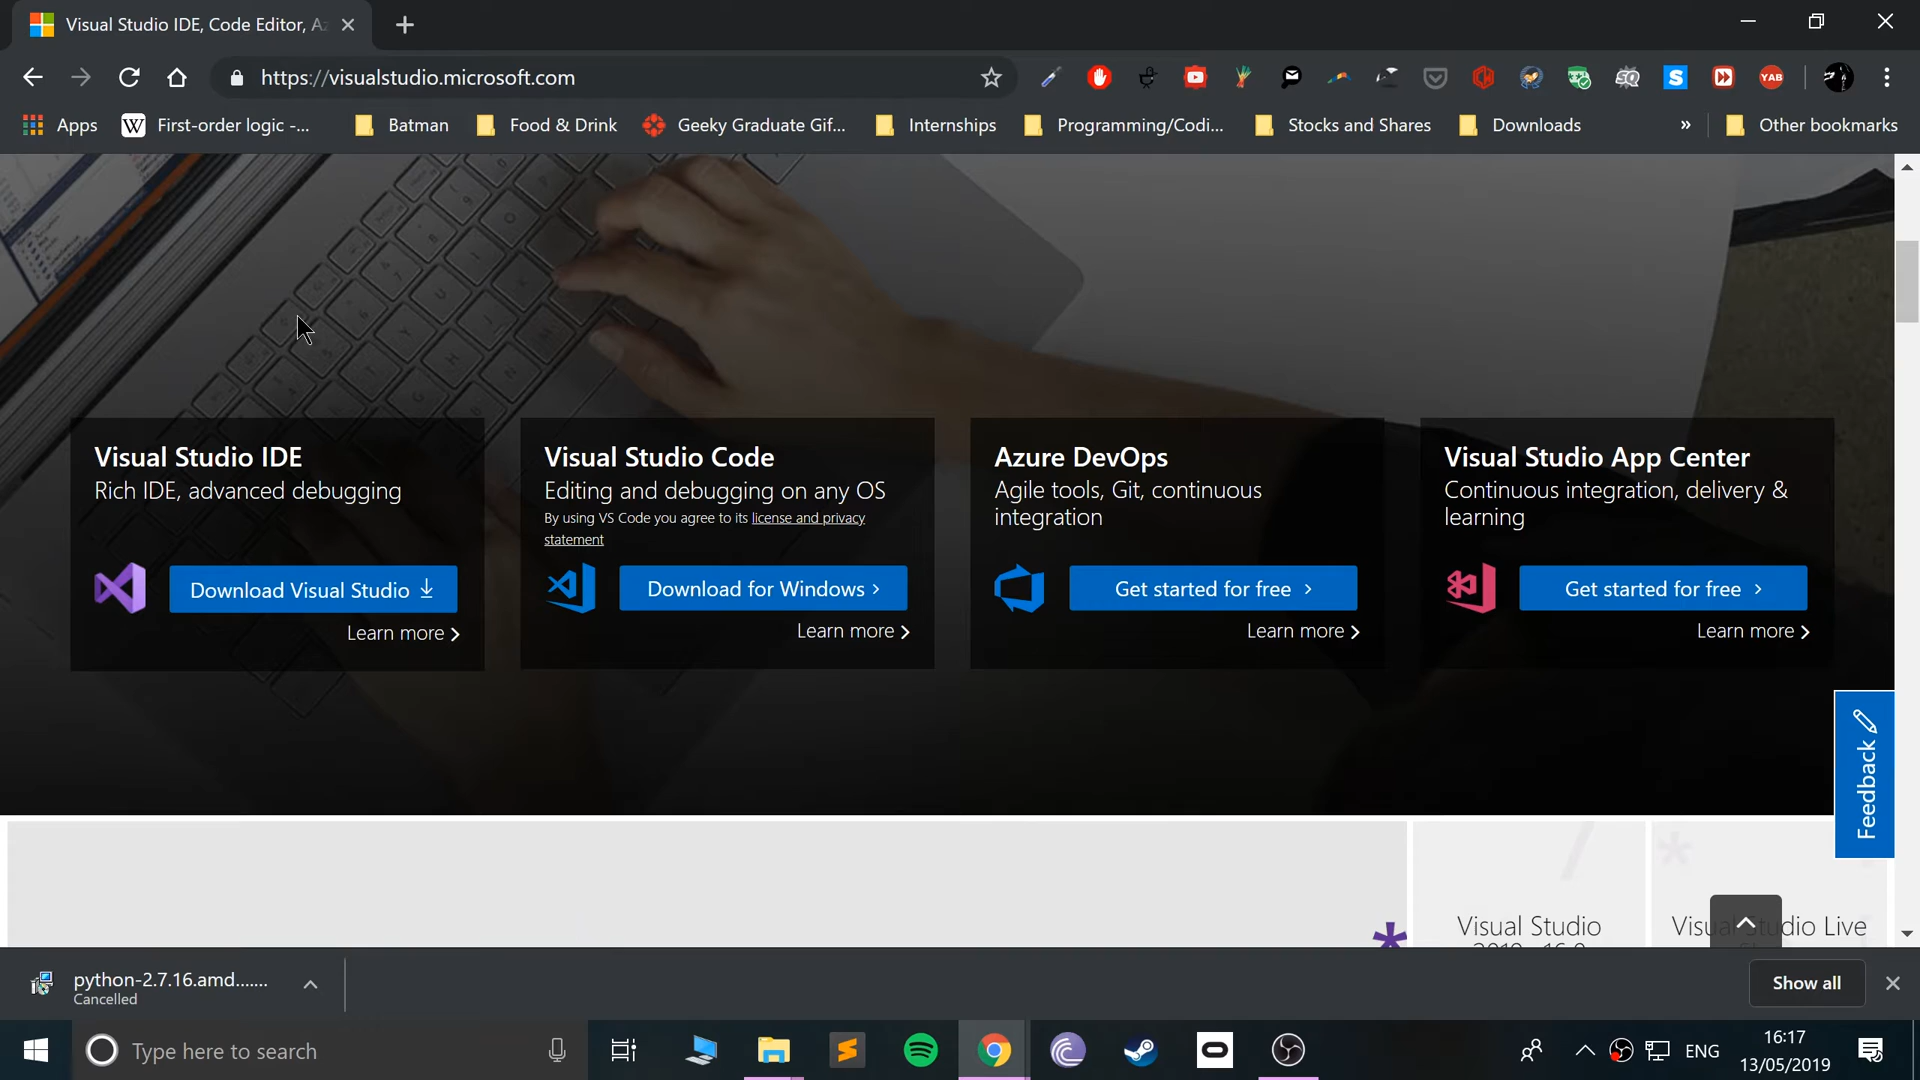 Visual Studio IDE, Code Editor, Az
https://visualstudio.microsoft.com
YAB
Apps
W First-order logic -...
Batman
Food & Drink
Geeky Graduate Gif...
Internships
Programming/Codi...
Stocks and Shares
Downloads
»
Other bookmarks
Visual Studio IDE
Rich IDE, advanced debugging
Download Visual Studio
Learn more
Visual Studio Code
Editing and debugging on any OS
By using VS Code you agree to its license and privacy
statement
Download for Windows
Learn more
Azure DevOps
Agile tools, Git, continuous
integration
Get started for free
Learn more
Visual Studio App Center
Continuous integration, delivery &
learning
Get started for free
Learn more
Feedback
Visual Studio
Visual Studio Live
python-2.7.16.amd.......
Cancelled
Show all
Type here to search
ENG
16:17
13/05/2019